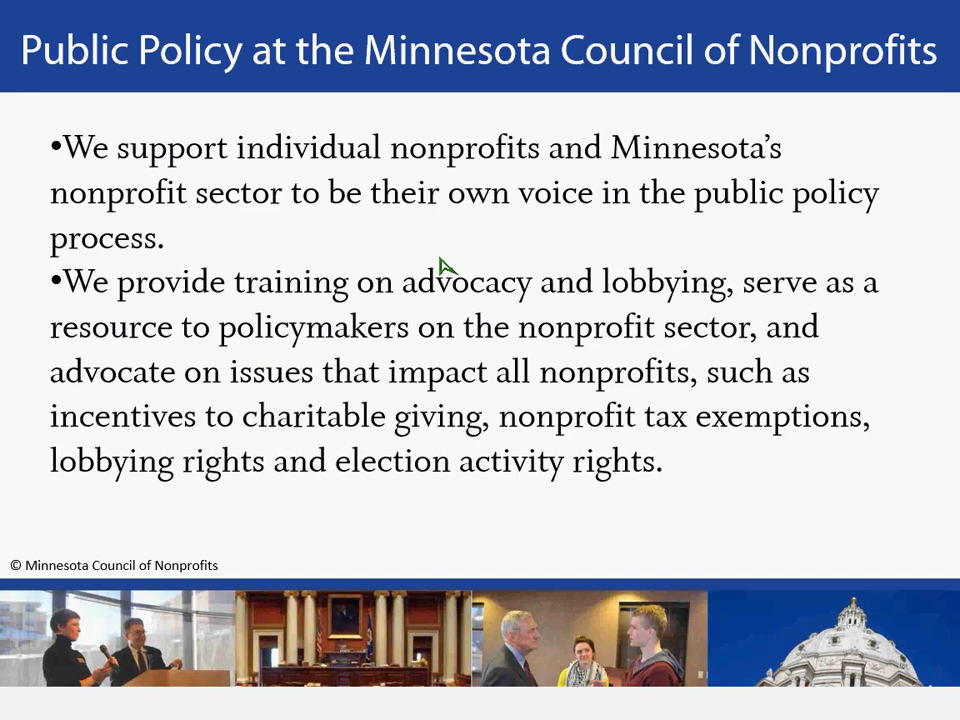 Public Policy at the Minnesota Council of Nonprofits
•We support individual nonprofits and Minnesota’s
nonprofit sector to be their own voice in the public policy
process.
•We provide training on advocacy and lobbying, serve as a
resource to policymakers on the nonprofit sector, and
advocate on issues that impact all nonprofits, such as
incentives to charitable giving, nonprofit tax exemptions,
lobbying rights and election activity rights.
© Minnesota Council of Nonprofits